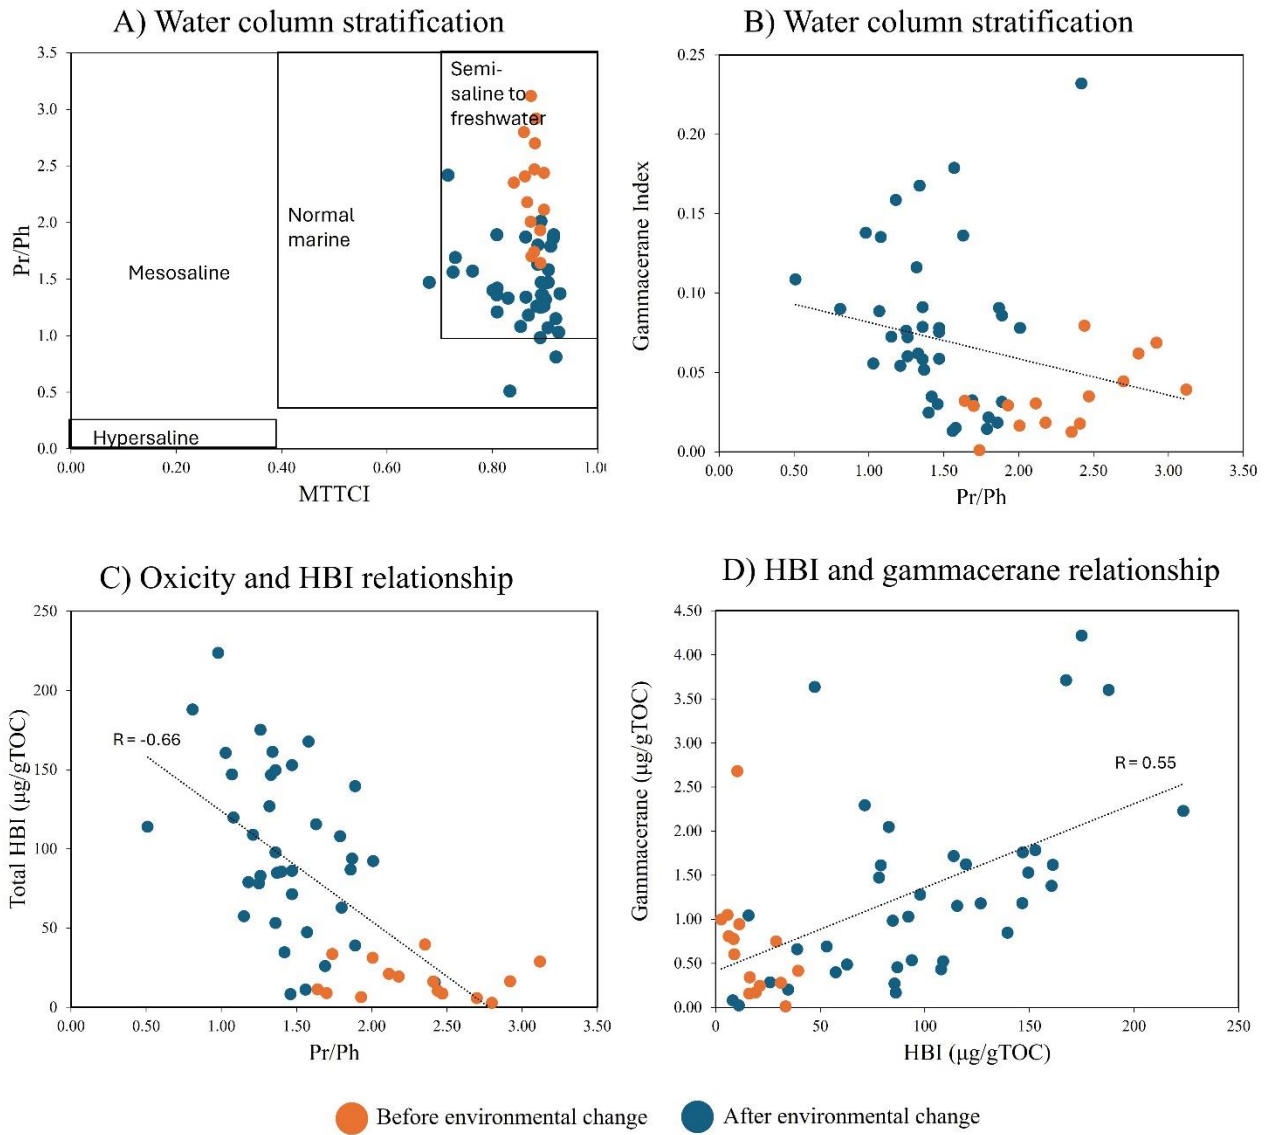 A) Water column stratification
3.5
3.0
2.5
2.0
1.5
1.0
0.5
0.0
Pr/Ph
Semi-
saline to
freshwater
Normal
marine
Mesosaline
Hypersaline
0.00
0.20
0.40
0.60
0.80
1.0
MTTCI
B) Water column stratification
0.25
0.20
0.15
0.10
0.05
0.00
Gammacerane Index
0.00
0.50
1.00
1.50
2.00
2.50
3.00
3.50
Pr/Ph
C) Oxicity and HBI relationship
250
200
150
100
50
0
Total HBI (µg/gTOC)
R = -0.66
0.00
0.50
1.00
1.50
2.00
2.50
3.00
3.50
Pr/Ph
D) HBI and gammacerane relationship
4.50
4.00
3.50
3.00
2.50
2.00
1.50
1.00
0.50
0.00
Gammacerane (µg/gTOC)
R = 0.55
0
50
100
150
200
250
HBI (µg/gTOC)
Before environmental change
After environmental change